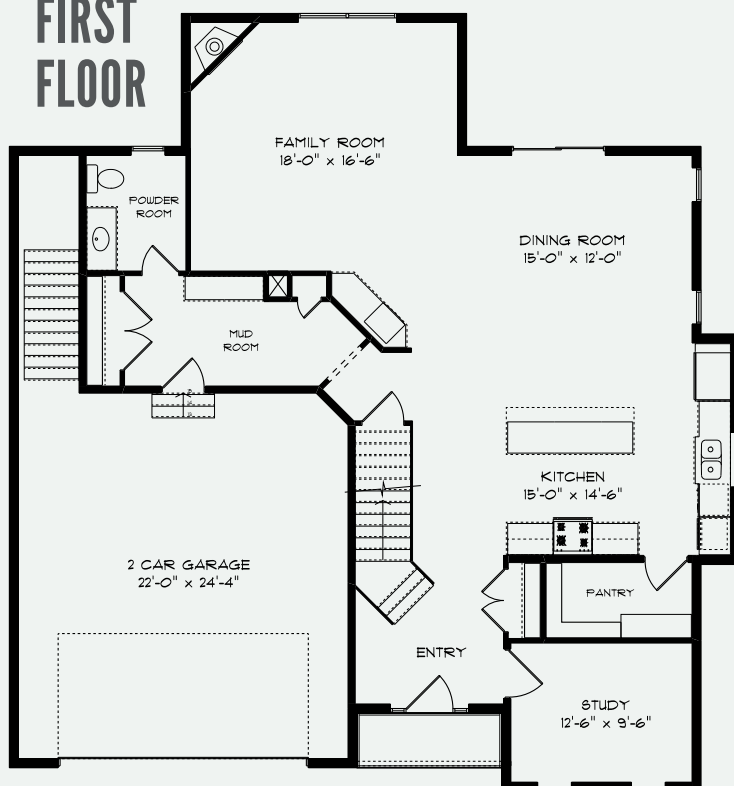 FIRST
FLOOR
FAMILY ROOM
18'-0" x 16'-6"
POWDER
ROOM
DINING ROOM
15'-0" x 12'-0"
MUD
ROOM
KITCHEN
15'-0" x 14'-6"
2 CAR GARAGE
22'-0" x 24'-4"
PANTRY
ENTRY
STUDY
12'-6" x 9'-6"